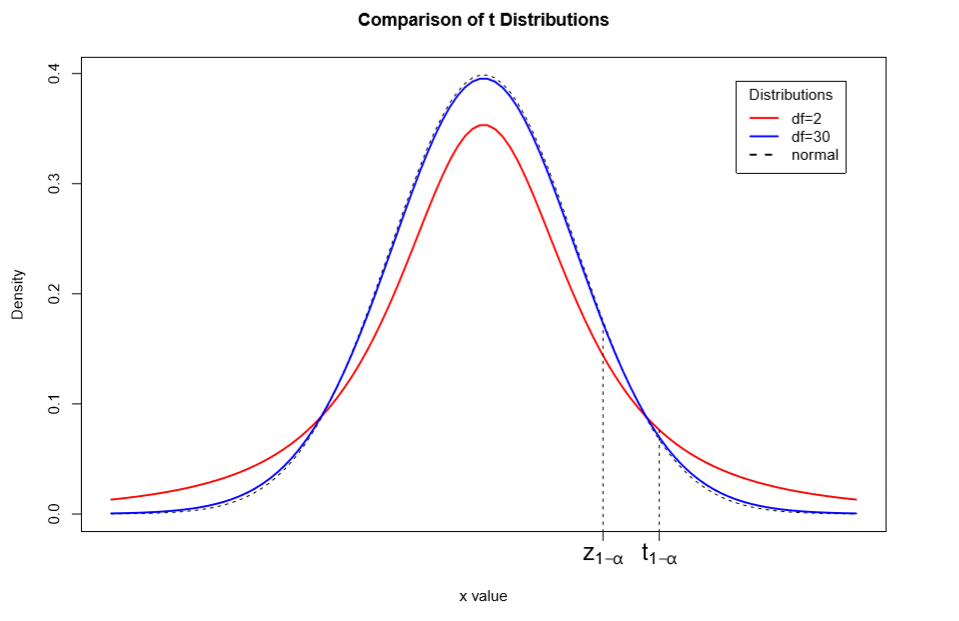 Comparison of t Distributions
Density
0.4
0.3
0.2
0.1
0.0
Distributions
df=2
df=30
normal
z₁₋α t₁₋α
x value